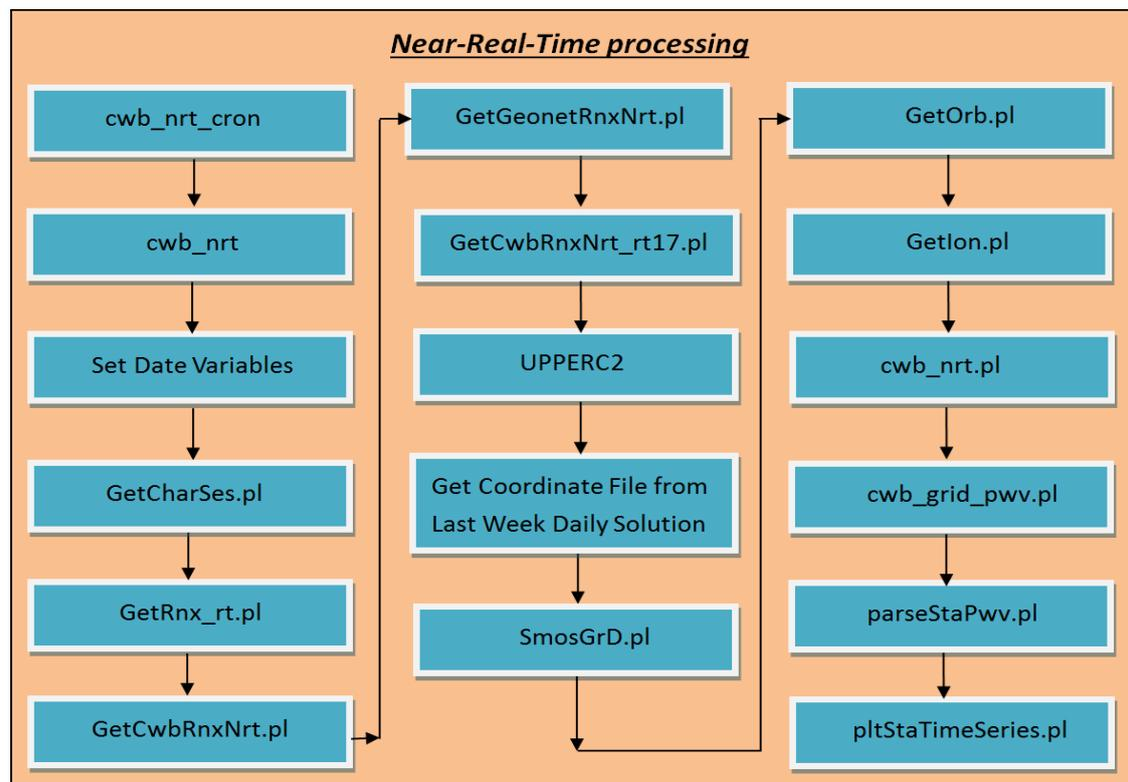 Near-Real-Time processing
cwb_nrt_cron
cwb_nrt
Set Date Variables
GetCharSes.pl
GetRnx_rt.pl
GetCwbRnxNrt.pl
GetGeonetRnxNrt.pl
GetCwbRnxNrt_rt17.pl
UPPERC2
Get Coordinate File from
Last Week Daily Solution
SmosGrD.pl
GetOrb.pl
GetIon.pl
cwb_nrt.pl
cwb_grid_pwv.pl
parseStaPwv.pl
pltStaTimeSeries.pl